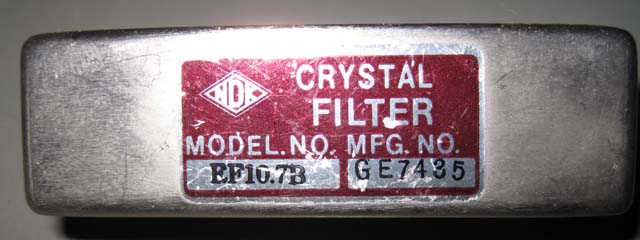 NDK
CRYSTAL
FILTER
MODEL.NO. MFG. NO.
EF10.7B GE7435